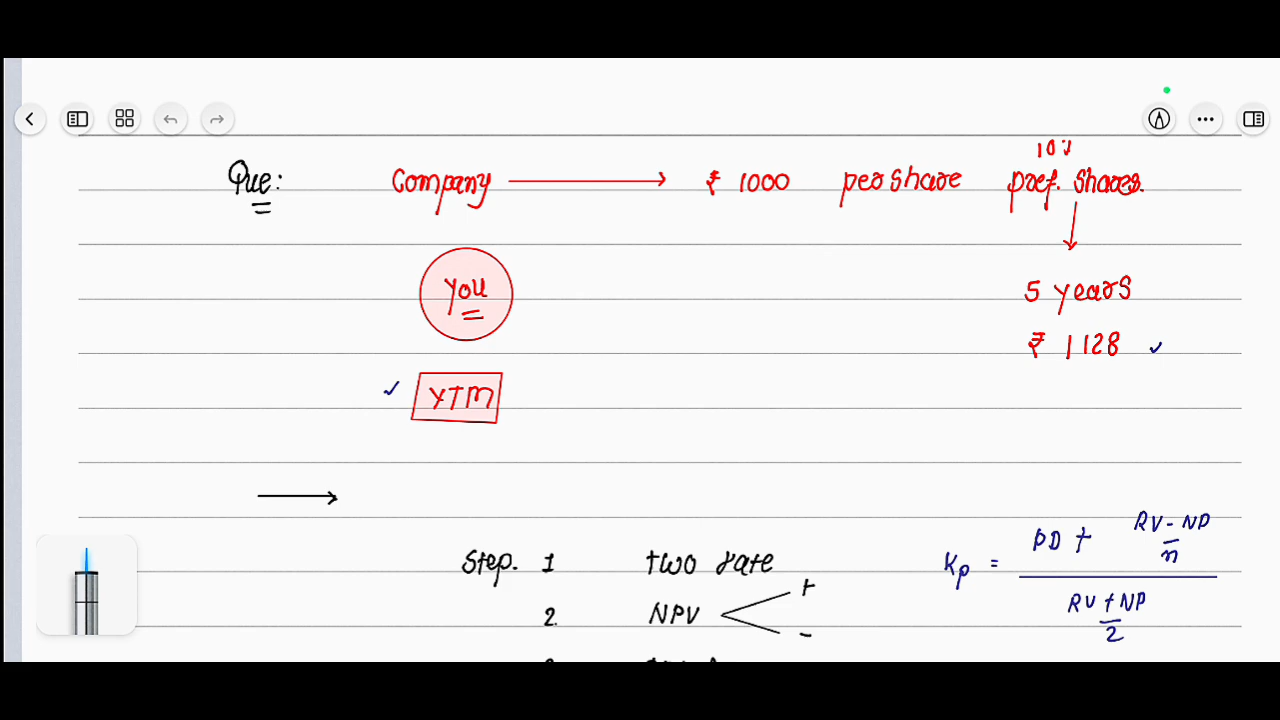 10%
Que: Company → ₹ 1000 per share pref. shares.
You
5 years
₹ 1128 ✓
✓ YTM
Step. 1 two rate
2. NPV + -
Kp = PD + RV - NP / n
RV + NP / 2